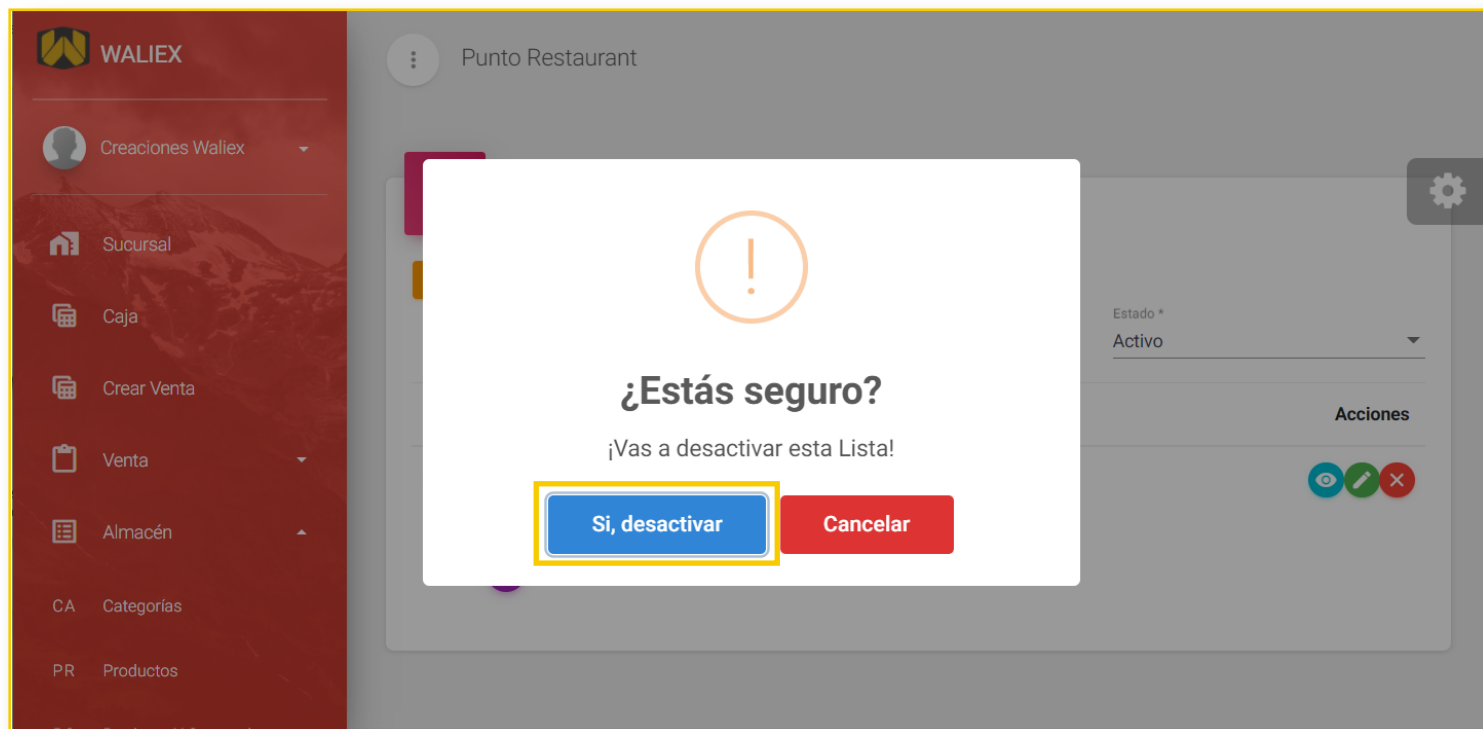 WALIEX
Punto Restaurant
Creaciones Waliex
Sucursal
Caja
Crear Venta
Venta
Almacén
CA Categorías
PR Productos
Estado *
Activo
Acciones
¿Estás seguro?
¡Vas a desactivar esta Lista!
Si, desactivar
Cancelar